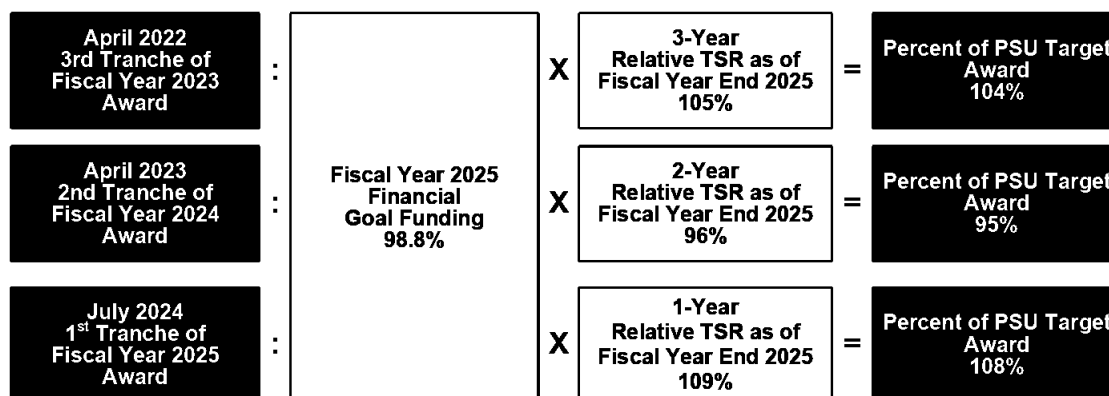 April 2022
3rd Tranche of
Fiscal Year 2023
Award
:
X
3-Year
Relative TSR as of
Fiscal Year End 2025
105%
=
Percent of PSU Target
Award
104%
April 2023
2nd Tranche of
Fiscal Year 2024
Award
:
Fiscal Year 2025
Financial
Goal Funding
98.8%
X
2-Year
Relative TSR as of
Fiscal Year End 2025
96%
=
Percent of PSU Target
Award
95%
July 2024
1st Tranche of
Fiscal Year 2025
Award
:
X
1-Year
Relative TSR as of
Fiscal Year End 2025
109%
=
Percent of PSU Target
Award
108%